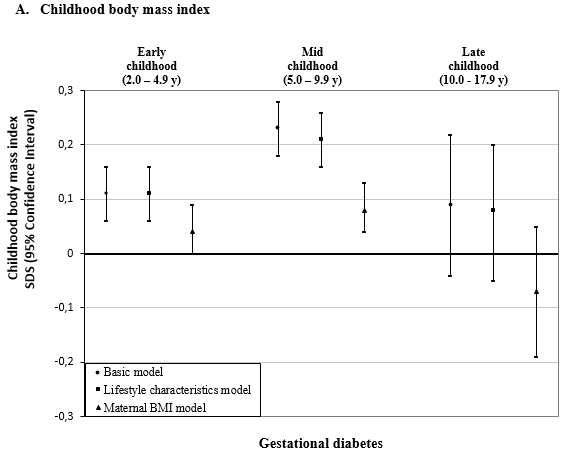 A. Childhood body mass index
Early
childhood
(2.0 – 4.9 y)
Mid
childhood
(5.0 – 9.9 y)
Late
childhood
(10.0 - 17.9 y)
Childhood body mass index
SDS (95% Confidence Interval)
0,3
0,2
0,1
0
-0,1
-0,2
-0,3
Basic model
Lifestyle characteristics model
Maternal BMI model
Gestational diabetes